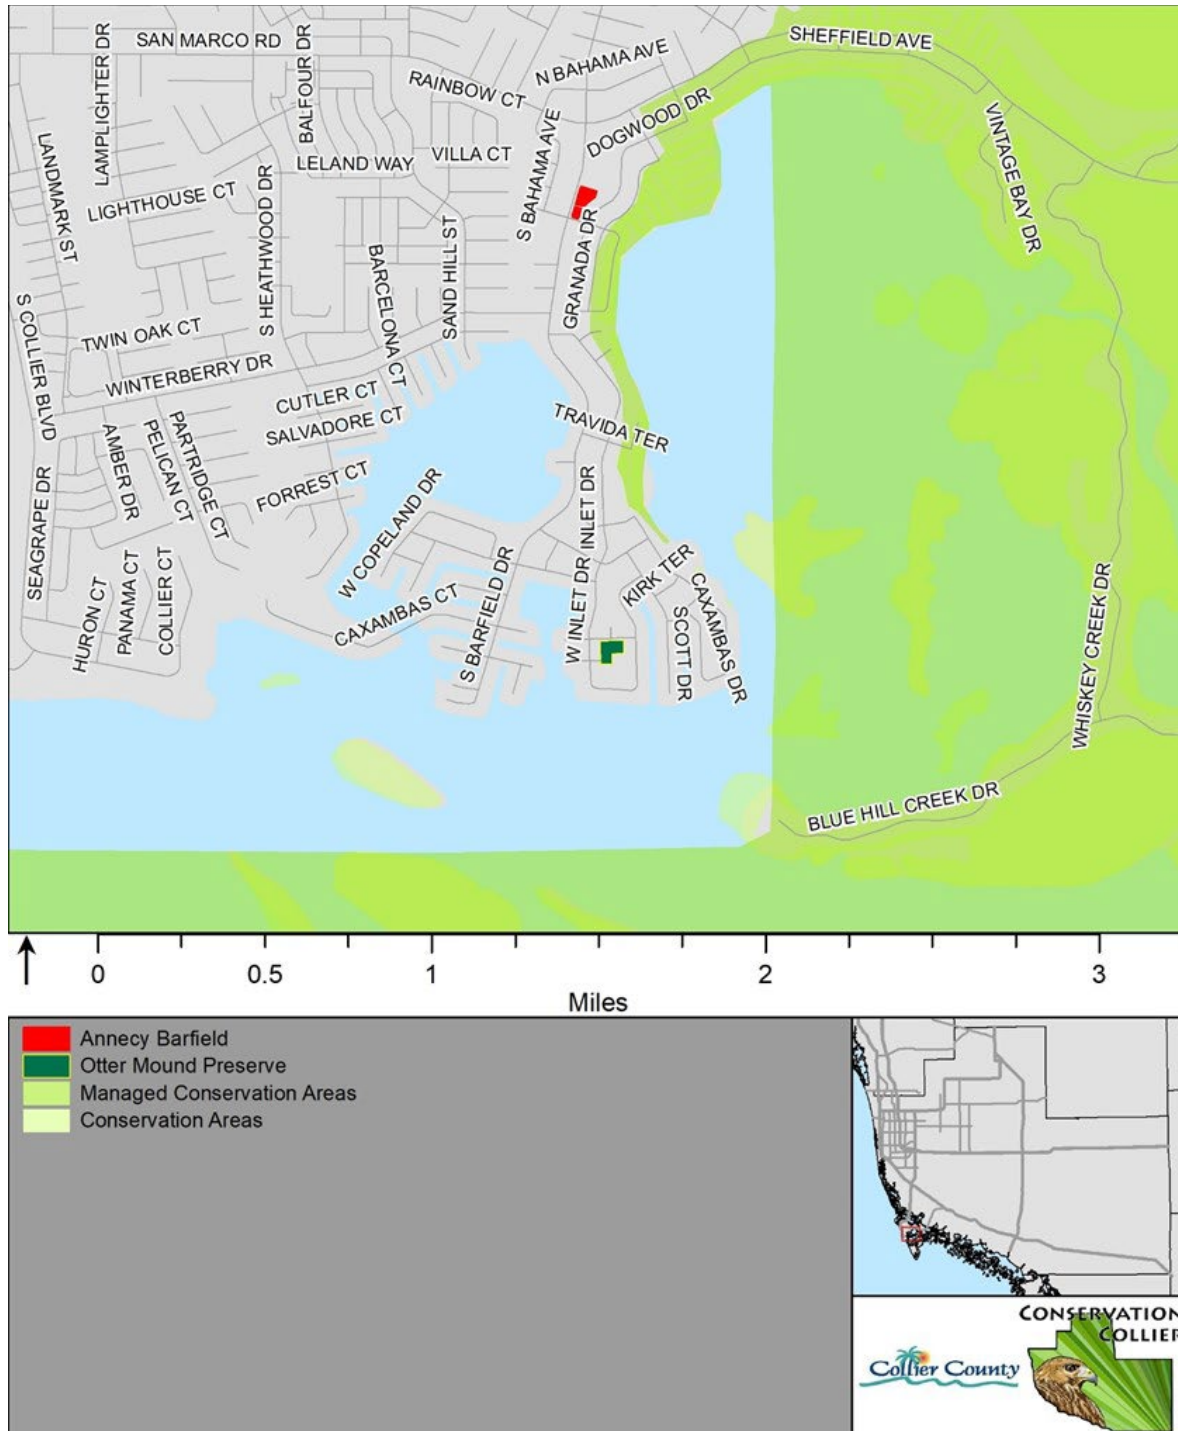 SAN MARCO RD
LAMPLIGHTER DR
BALFOUR DR
RAINBOW CT
N BAHAMA AVE
SHEFFIELD AVE
DOGWOOD DR
VINTAGE BAY DR
LANDMARK ST
LELAND WAY
VILLA CT
LIGHTHOUSE CT
S HEATHWOOD DR
S BAHAMA AVE
SAND HILL ST
GRANADA DR
BARCELONA CT
S COLLIER BLVD
TWIN OAK CT
WINTERBERRY DR
CUTLER CT
SALVADORE CT
TRAVIDA TER
AMBER DR
PELICAN CT
PARTRIDGE CT
FORREST CT
SEAGRAPE DR
W COPELAND DR
INLET DR
W INLET DR
KIRK TER
CAXAMBAS CT
S BARFIELD DR
SCOTT DR
CAXAMBAS DR
HURON CT
PANAMA CT
COLLIER CT
WHISKEY CREEK DR
BLUE HILL CREEK DR
0 0.5 1 2 3
Miles
Annecy Barfield
Otter Mound Preserve
Managed Conservation Areas
Conservation Areas
CONSERVATION
COLLIER
Collier County